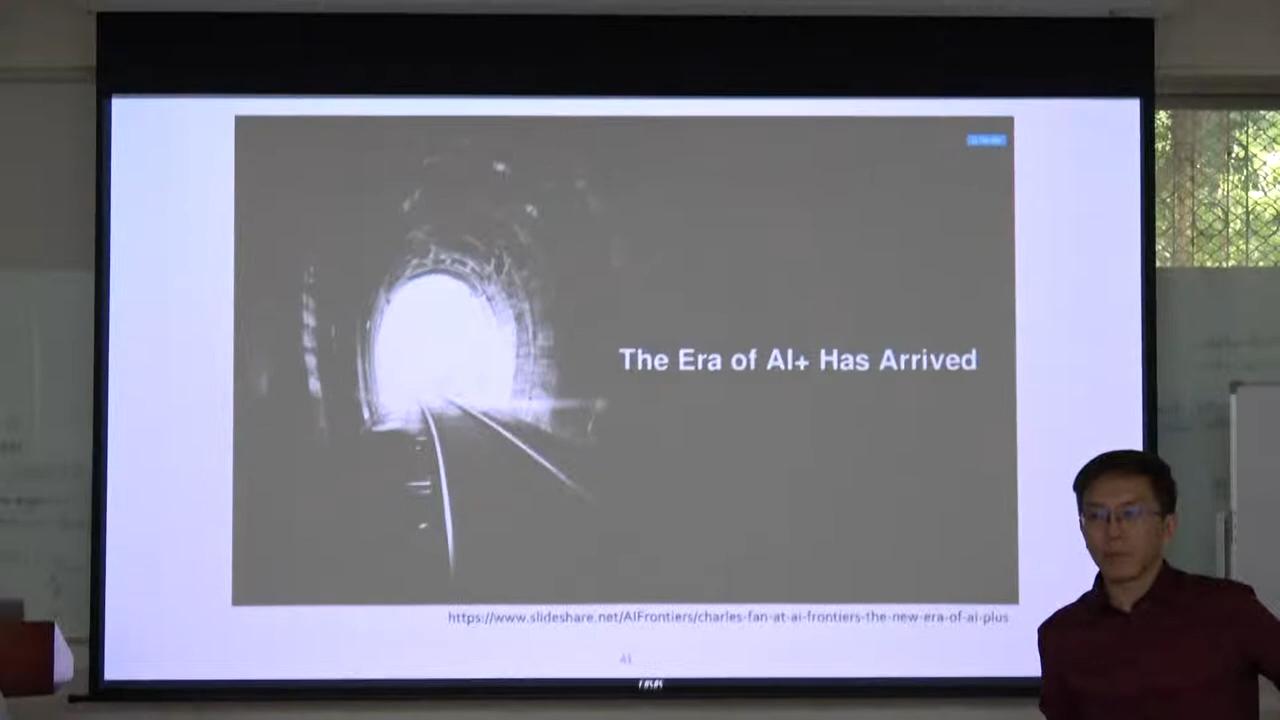 The Era of AI+ Has Arrived
https://www.slideshare.net/AIFrontiers/charles-fan-at-ai-frontiers-the-new-era-of-ai-plus
41